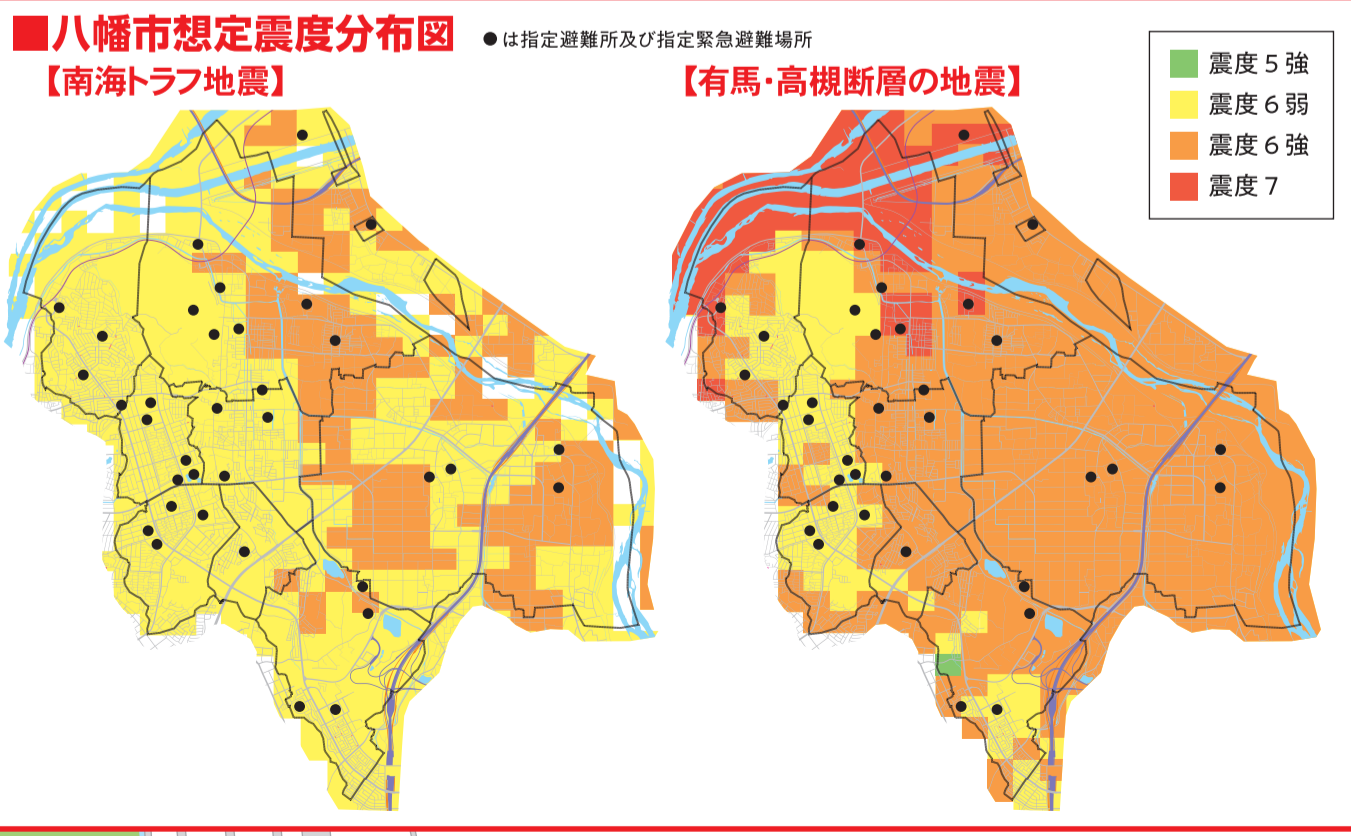 ■八幡市想定震度分布図
●は指定避難所及び指定緊急避難場所
【南海トラフ地震】
【有馬・高槻断層の地震】
震度5強
震度6弱
震度6強
震度7